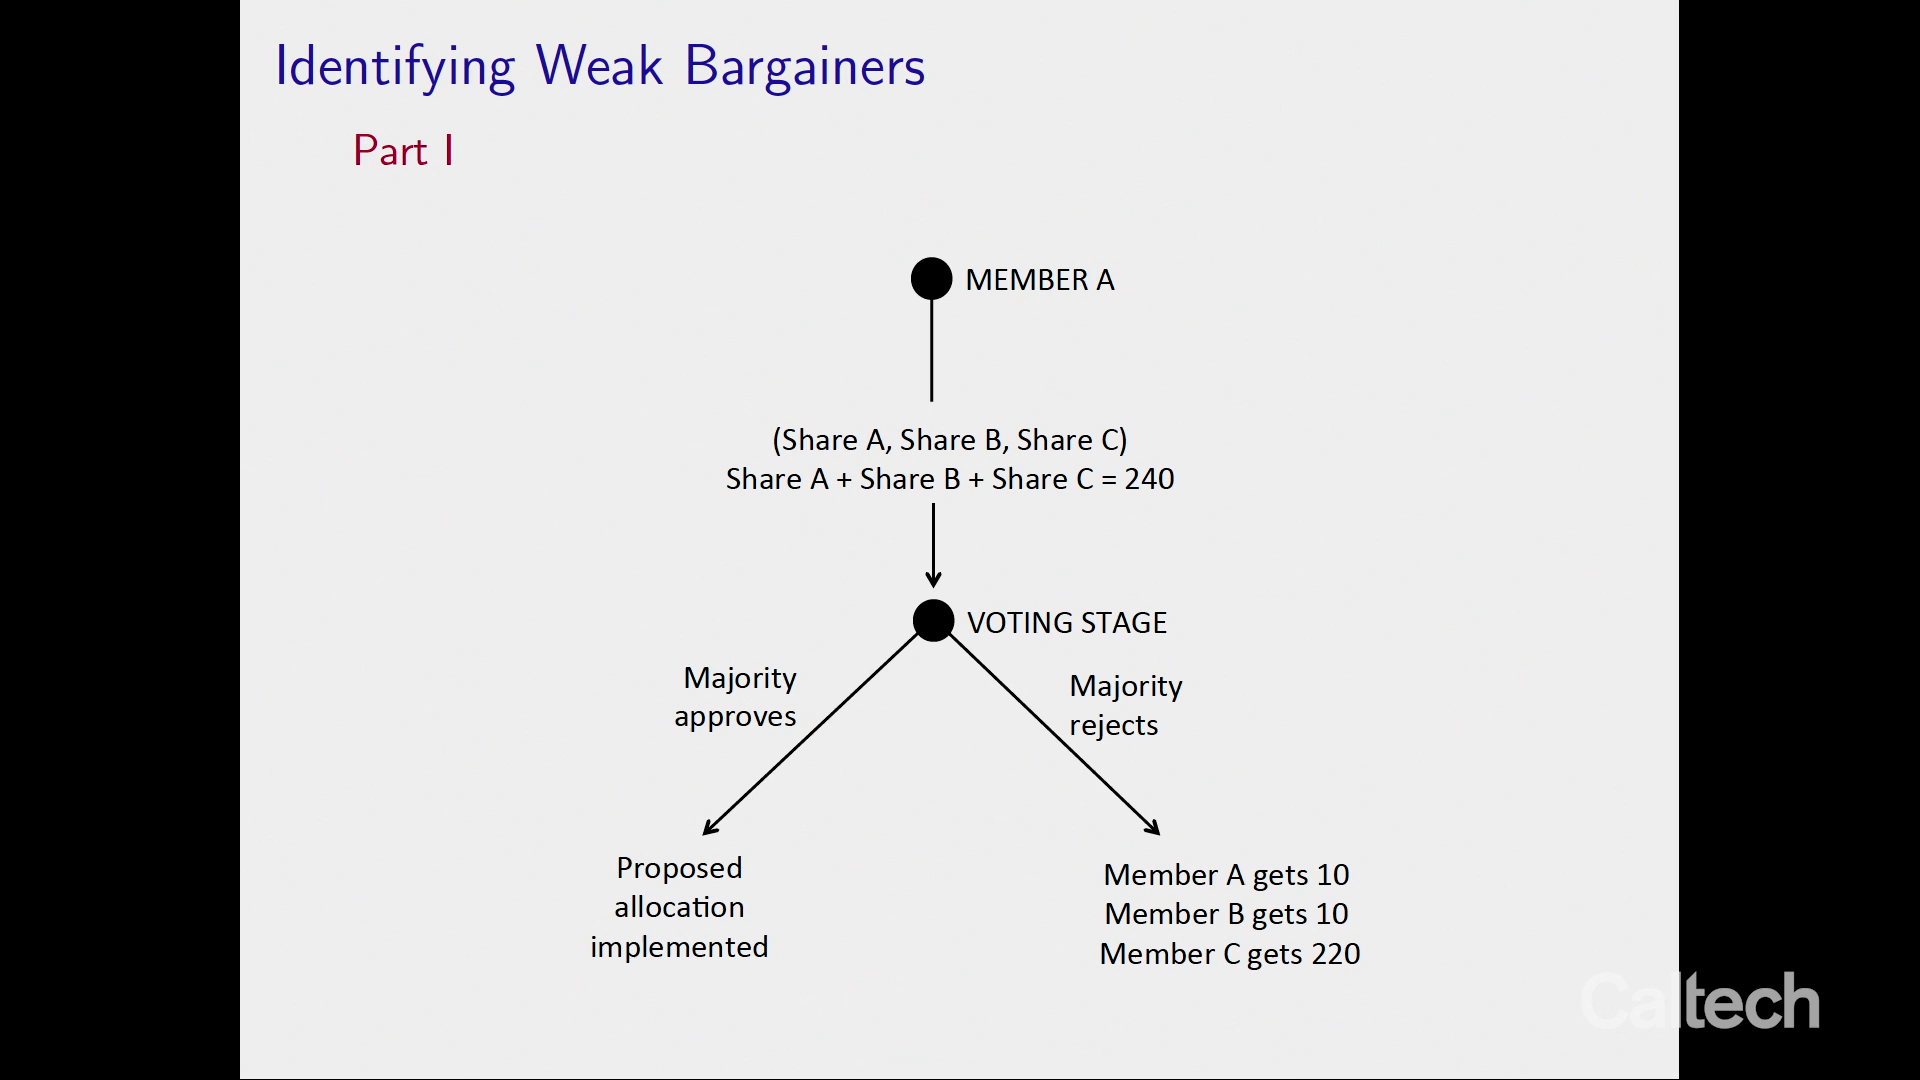 Identifying Weak Bargainers
Part I
MEMBER A
(Share A, Share B, Share C)
Share A + Share B + Share C = 240
VOTING STAGE
Majority
approves
Majority
rejects
Proposed
allocation
implemented
Member A gets 10
Member B gets 10
Member C gets 220
Caltech